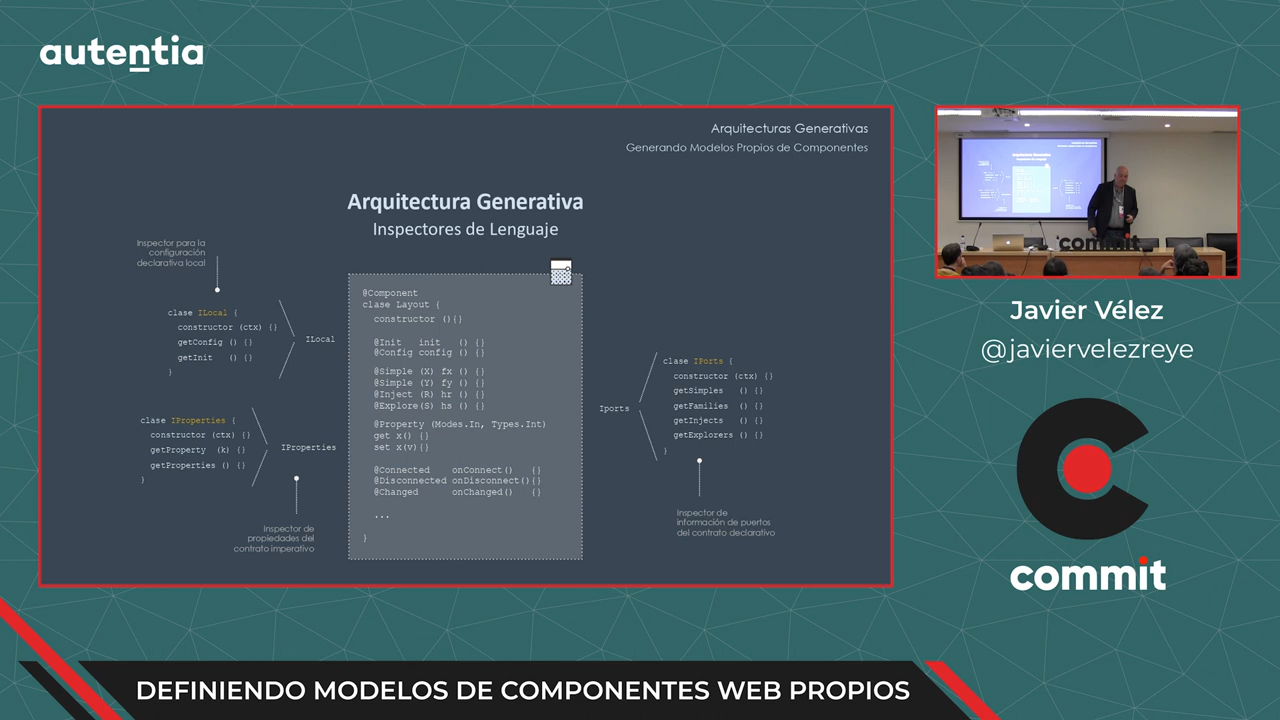 autentia
Arquitecturas Generativas
Generando Modelos Propios de Componentes
Arquitectura Generativa
Inspectores de Lenguaje
Inspector para la
configuración
declarativa local
clase ILocal {
constructor (ctx) {}
getConfig () {}
getInit () {}
}
ILocal
clase IProperties {
constructor (ctx) {}
getProperty (k) {}
getProperties () {}
}
IProperties
Inspector de
propiedades del
contrato imperativo
@Component
clase Layout {
constructor (){}
@Init init () {}
@Config config () {}
@Simple (X) fx () {}
@Simple (Y) fy () {}
@Inject (R) hr () {}
@Explore(S) hs () {}
@Property (Modes.In, Types.Int)
get x() {}
set x(v){}
@Connected onConnect() {}
@Disconnected onDisconnect(){}
@Changed onChanged() {}
...
}
Iports
clase IPorts {
constructor (ctx) {}
getSimples () {}
getFamilies () {}
getInjects () {}
getExplorers () {}
}
Inspector de
información de puertos
del contrato declarativo
commit
Javier Vélez
@javiervelezreye
commit
DEFINIENDO MODELOS DE COMPONENTES WEB PROPIOS